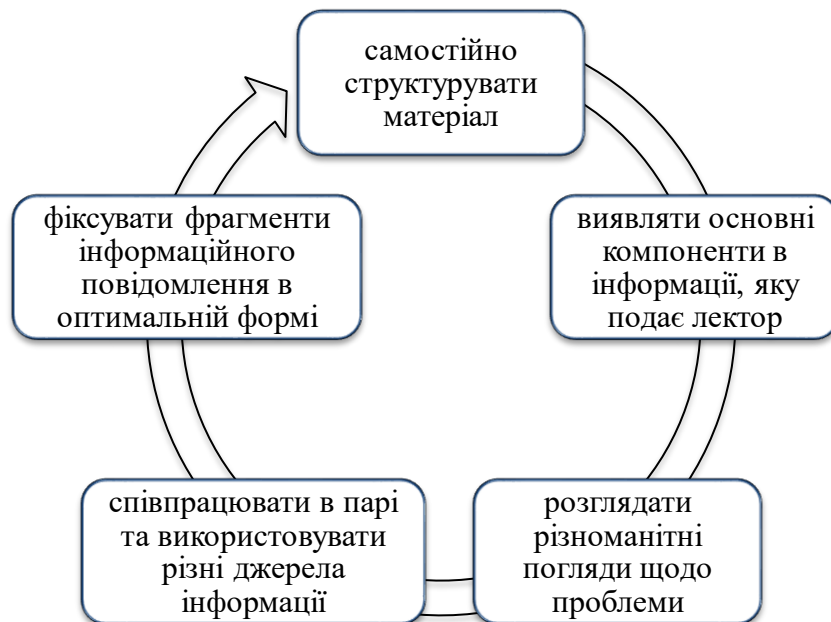 самостійно
структурувати
матеріал
виявляти основні
компоненти в
інформації, яку
подає лектор
розглядати
різноманітні
погляди щодо
проблеми
співпрацювати в парі
та використовувати
різні джерела
інформації
фіксувати фрагменти
інформаційного
повідомлення в
оптимальній формі